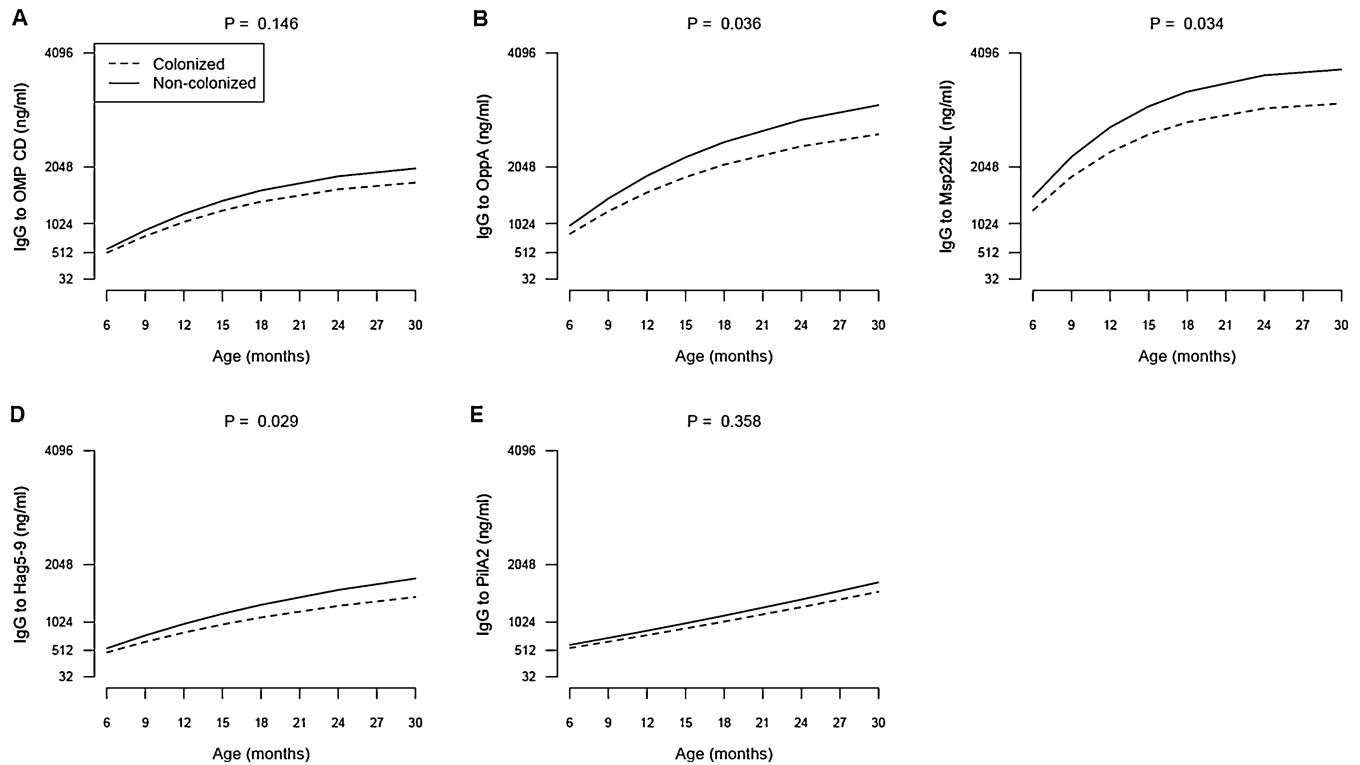 A
P = 0.146
IgG to OMP CD (ng/ml)
4096
2048
1024
512
32
Colonized
Non-colonized
6 9 12 15 18 21 24 27 30
Age (months)
B
P = 0.036
IgG to OppA (ng/ml)
4096
2048
1024
512
32
6 9 12 15 18 21 24 27 30
Age (months)
C
P = 0.034
IgG to Msp22NL (ng/ml)
4096
2048
1024
512
32
6 9 12 15 18 21 24 27 30
Age (months)
D
P = 0.029
IgG to Hag5-9 (ng/ml)
4096
2048
1024
512
32
6 9 12 15 18 21 24 27 30
Age (months)
E
P = 0.358
IgG to PilA2 (ng/ml)
4096
2048
1024
512
32
6 9 12 15 18 21 24 27 30
Age (months)